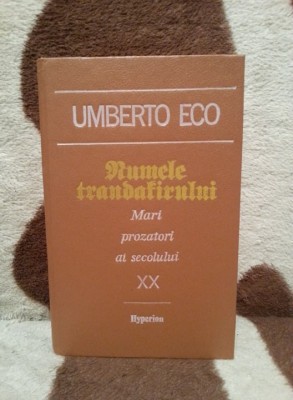 UMBERTO ECO
Numele
trandafirului
Mari
prozatori
ai secolului
XX
Hyperion